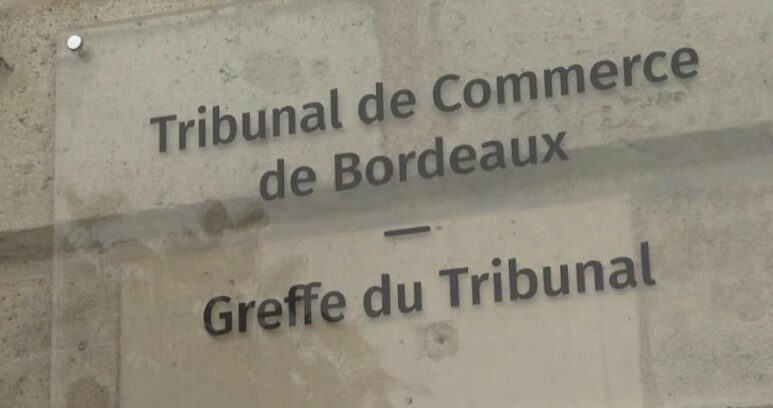 Tribunal de Commerce
de Bordeaux
—
Greffe du Tribunal